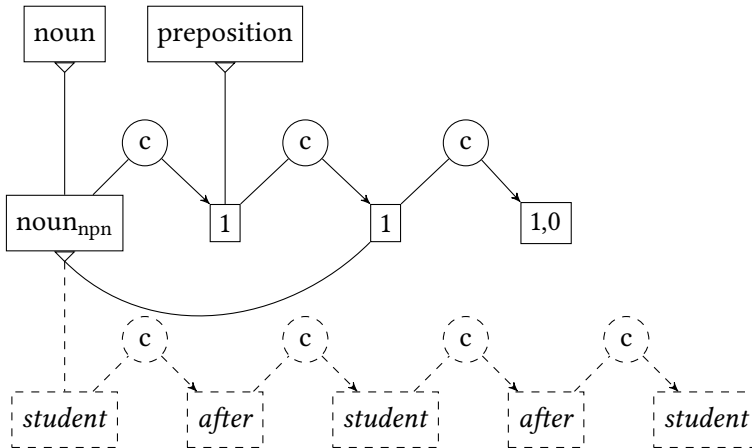 noun preposition
c c c
noun_npn 1 1 1,0
c c c c
student after student after student